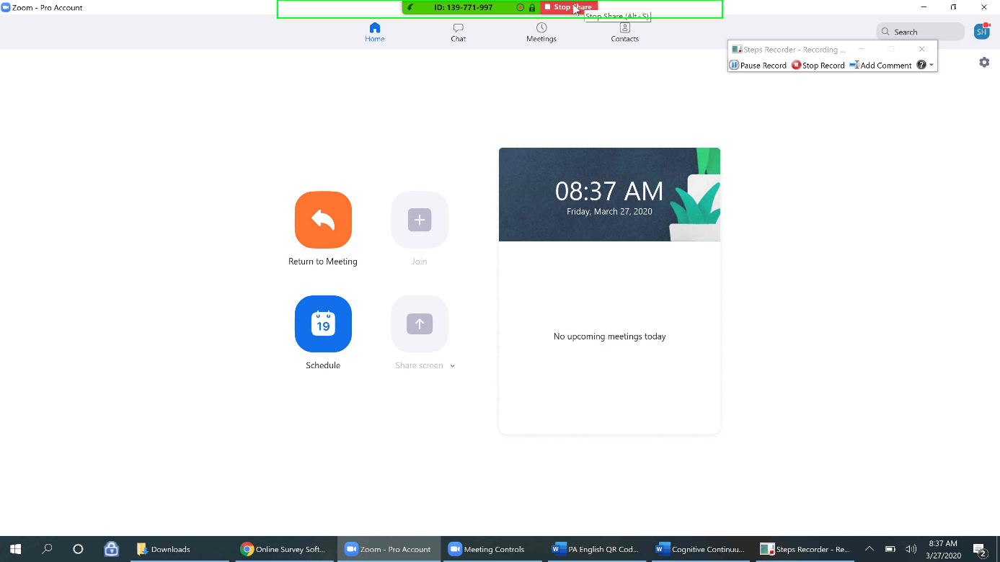 Zoom - Pro Account
ID: 139-771-997
Stop Share
Stop Share (Alt+S)
Home
Chat
Meetings
Contacts
Search
SH
Steps Recorder - Recording ...
Pause Record
Stop Record
Add Comment
08:37 AM
Friday, March 27, 2020
Return to Meeting
Join
19
Schedule
Share screen
No upcoming meetings today
Downloads
Online Survey Soft...
Zoom - Pro Account
Meeting Controls
PA English QR Cod...
Cognitive Continuu...
Steps Recorder - Re...
8:37 AM
3/27/2020
2